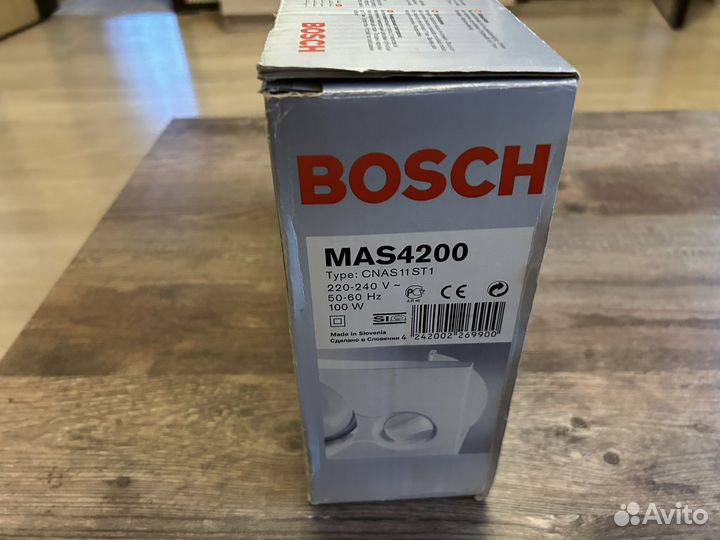 BOSCH
BOSCH
MAS4200
Type: CNAS11ST1
220-240 V ~
50-60 Hz
100 W
Made in Slovenia
Сделано в Словении
4 242002 269900
Avito